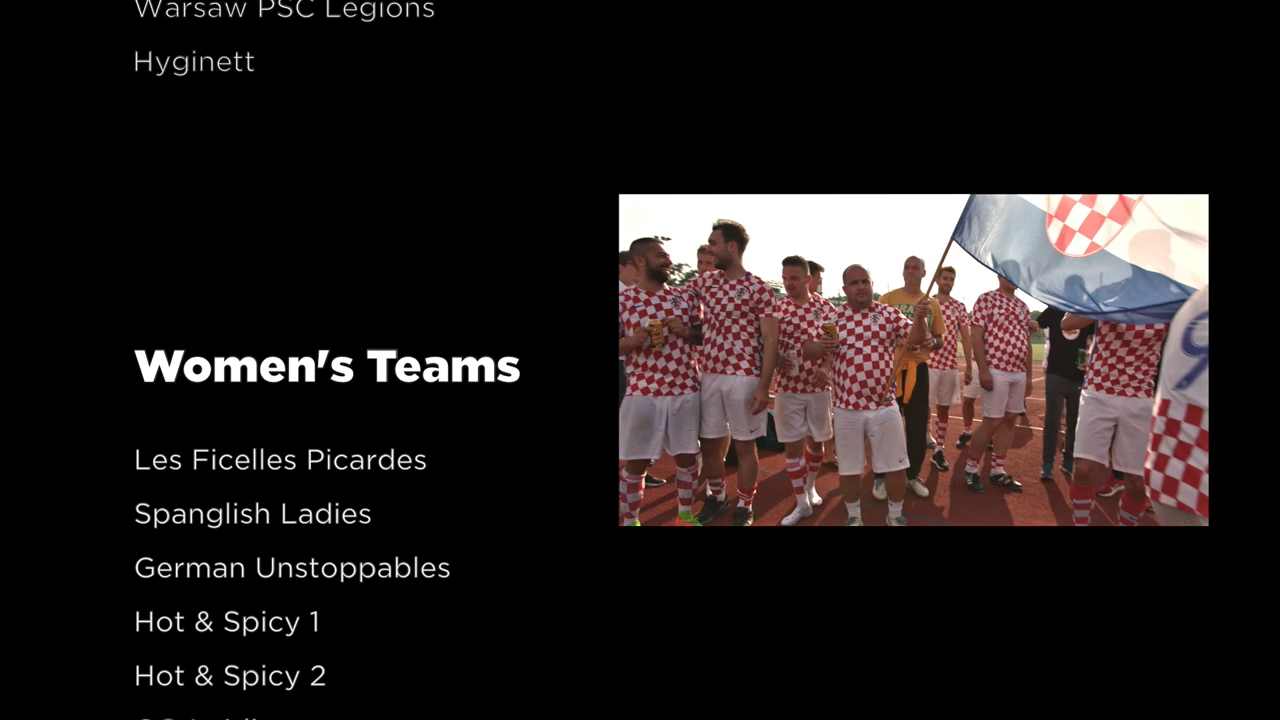 Warsaw PSC Legions
Hyginett
Women's Teams
Les Ficelles Picardes
Spanglish Ladies
German Unstoppables
Hot & Spicy 1
Hot & Spicy 2